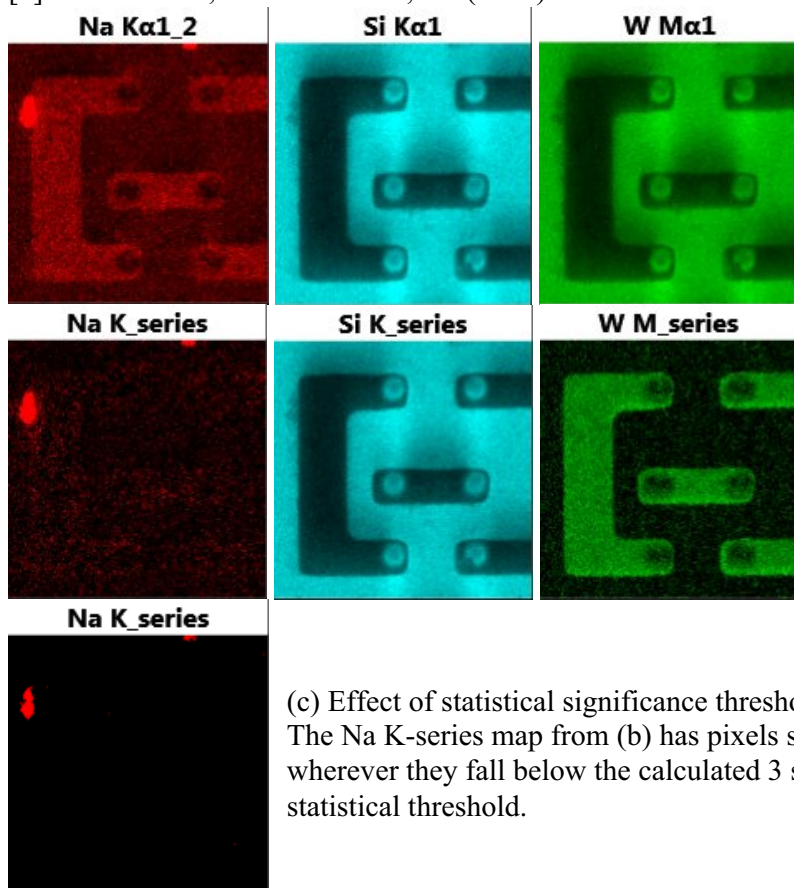 Na Kα1_2 Si Kα1 W Mα1
Na K_series Si K_series W M_series
Na K_series
(c) Effect of statistical significance
The Na K-series map from (b) has pixels
wherever they fall below the calculated 3
statistical threshold.